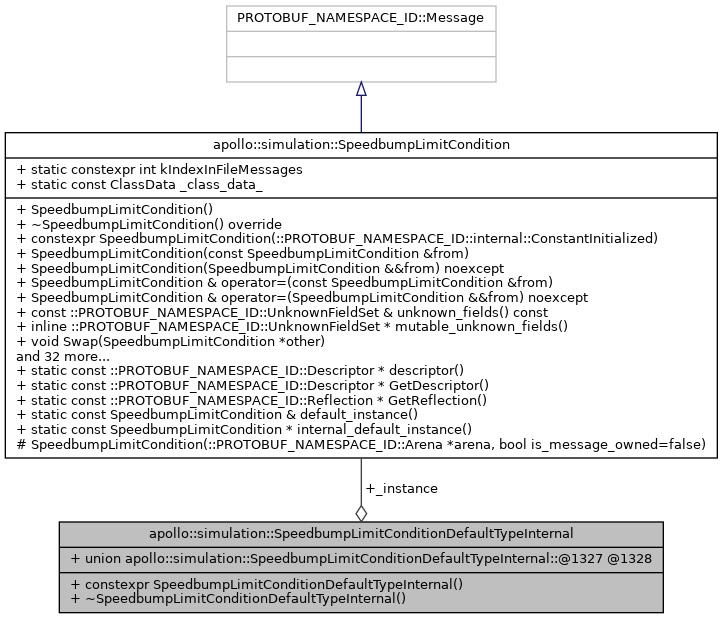 PROTOBUF_NAMESPACE_ID::Message
apollo::simulation::SpeedbumpLimitCondition
+ static constexpr int kIndexInFileMessages
+ static const ClassData _class_data_
+ SpeedbumpLimitCondition()
+ ~SpeedbumpLimitCondition() override
+ constexpr SpeedbumpLimitCondition(::PROTOBUF_NAMESPACE_ID::internal::ConstantInitialized)
+ SpeedbumpLimitCondition(const SpeedbumpLimitCondition &from)
+ SpeedbumpLimitCondition(SpeedbumpLimitCondition &&from) noexcept
+ SpeedbumpLimitCondition & operator=(const SpeedbumpLimitCondition &from)
+ SpeedbumpLimitCondition & operator=(SpeedbumpLimitCondition &&from) noexcept
+ const ::PROTOBUF_NAMESPACE_ID::UnknownFieldSet & unknown_fields() const
+ inline ::PROTOBUF_NAMESPACE_ID::UnknownFieldSet * mutable_unknown_fields()
+ void Swap(SpeedbumpLimitCondition *other)
and 32 more...
+ static const ::PROTOBUF_NAMESPACE_ID::Descriptor * descriptor()
+ static const ::PROTOBUF_NAMESPACE_ID::Descriptor * GetDescriptor()
+ static const ::PROTOBUF_NAMESPACE_ID::Reflection * GetReflection()
+ static const SpeedbumpLimitCondition & default_instance()
+ static const SpeedbumpLimitCondition * internal_default_instance()
# SpeedbumpLimitCondition(::PROTOBUF_NAMESPACE_ID::Arena *arena, bool is_message_owned=false)
+_instance
apollo::simulation::SpeedbumpLimitConditionDefaultTypeInternal
+ union apollo::simulation::SpeedbumpLimitConditionDefaultTypeInternal::@1327 @1328
+ constexpr SpeedbumpLimitConditionDefaultTypeInternal()
+ ~SpeedbumpLimitConditionDefaultTypeInternal()